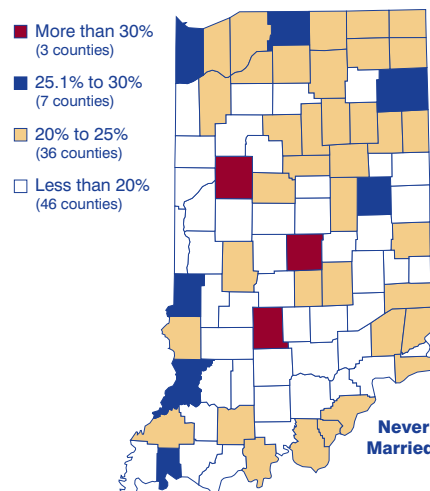 More than 30%
(3 counties)
25.1% to 30%
(7 counties)
20% to 25%
(36 counties)
Less than 20%
(46 counties)
Never
Married